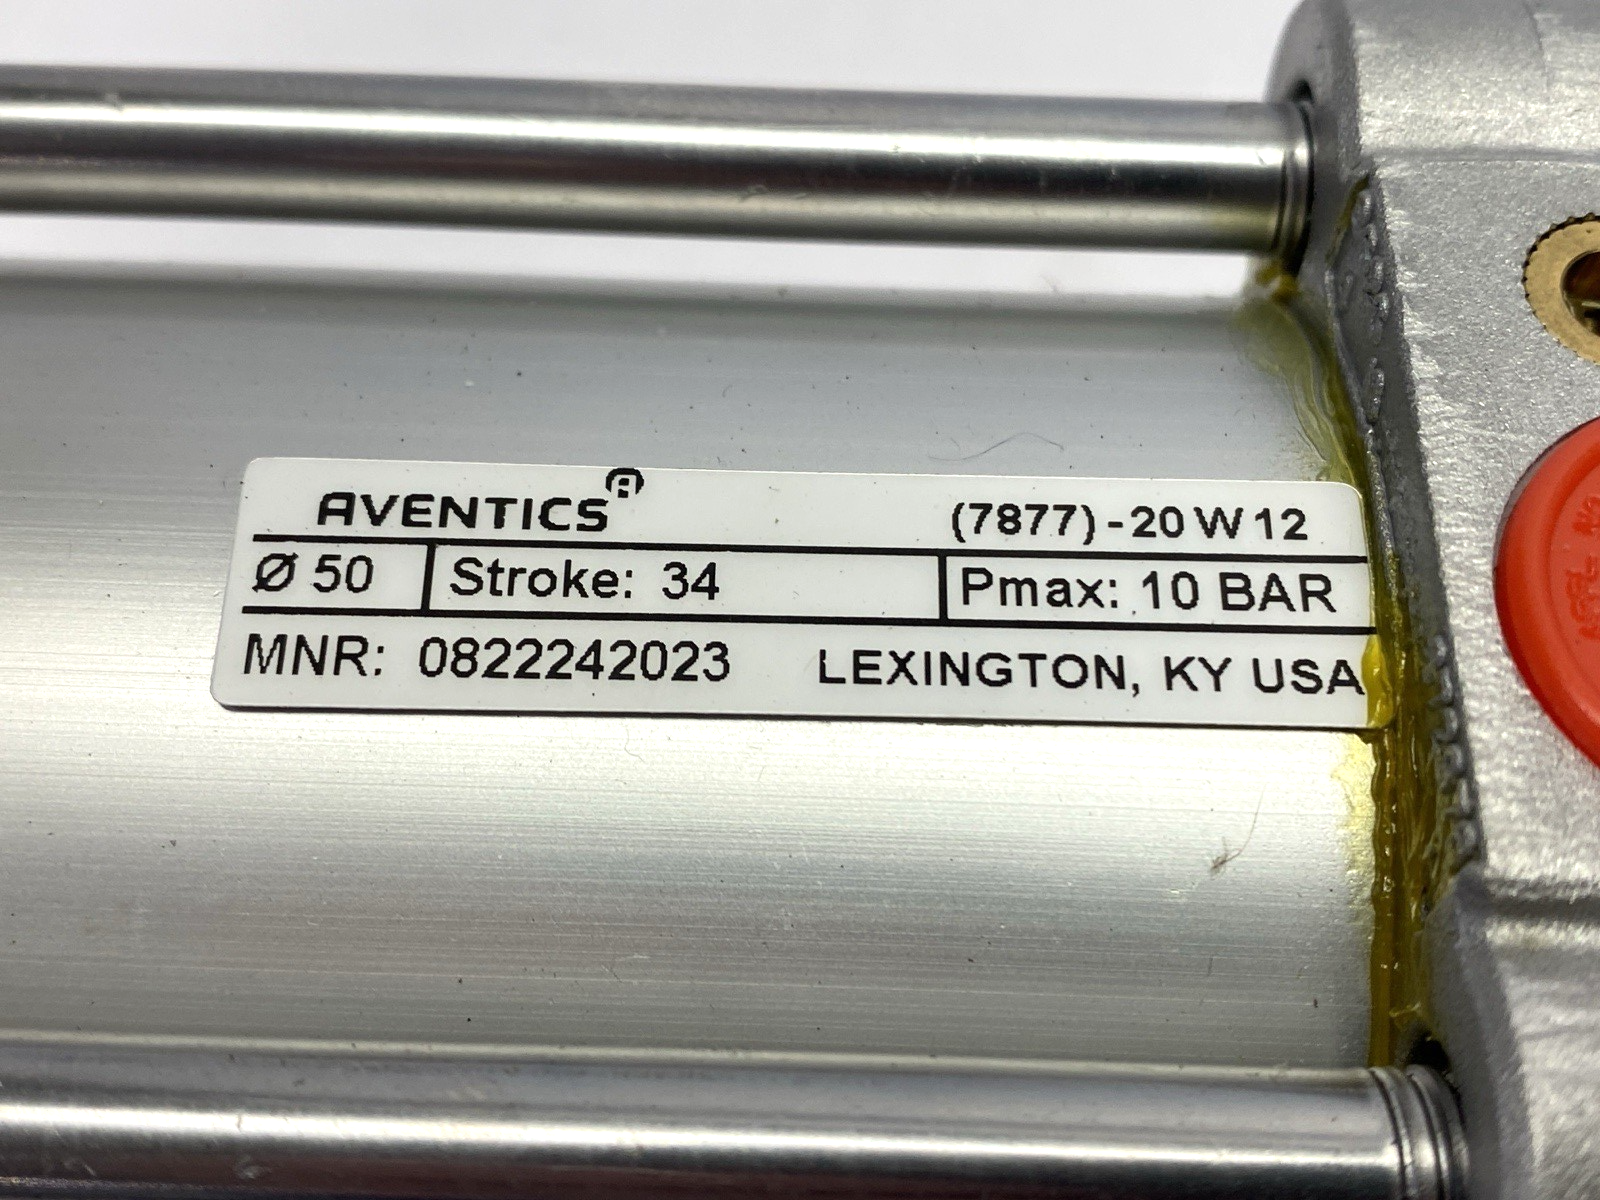 AVENTICS (7877)-20W12
Ø 50 Stroke: 34 Pmax: 10 BAR
MNR: 0822242023 LEXINGTON, KY USA